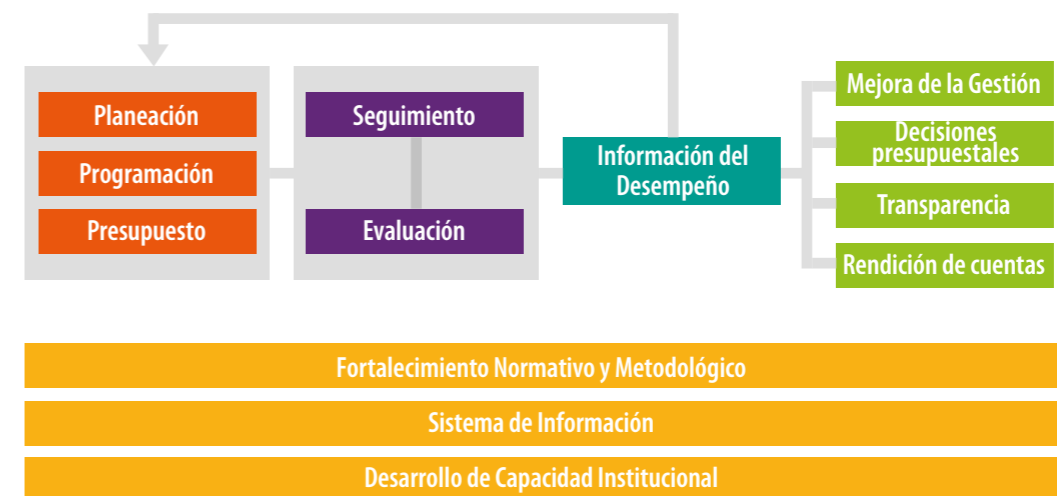 Planeación
Programación
Presupuesto
Seguimiento
Evaluación
Información del
Desempeño
Mejora de la Gestión
Decisiones
presupuestales
Transparencia
Rendición de cuentas
Fortalecimiento Normativo y Metodológico
Sistema de Información
Desarrollo de Capacidad Institucional